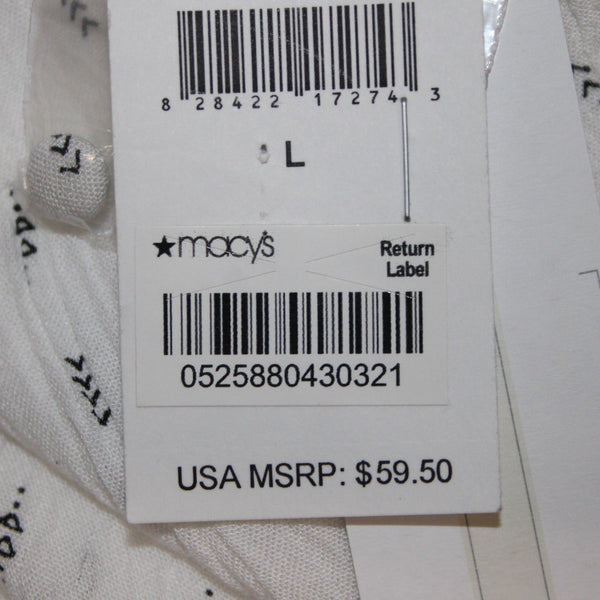 8 28422 17274 3
L
★macy's
Return
Label
0525880430321
USA MSRP: $59.50